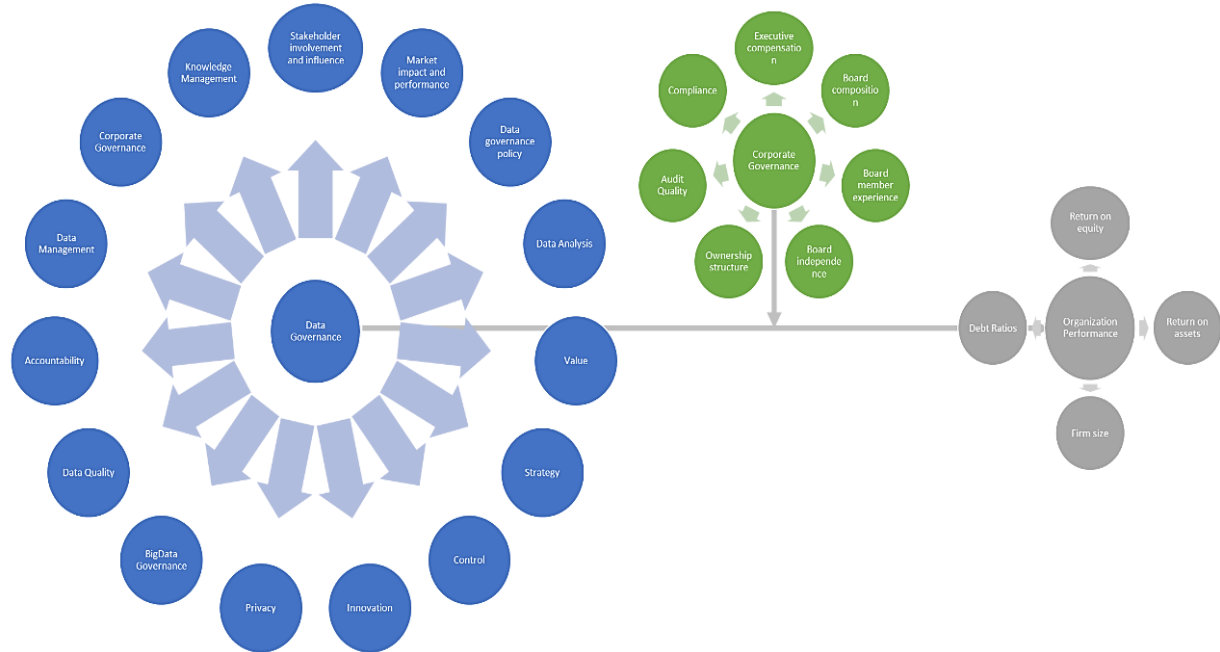 Stakeholder
involvement
and influence
Market
impact and
performance
Data
governance
policy
Data Analysis
Value
Strategy
Control
Innovation
Privacy
BigData
Governance
Data Quality
Accountability
Data
Management
Corporate
Governance
Knowledge
Management
Data
Governance
Executive
compensatio
n
Board
compositio
n
Board
member
experience
Board
independe
nce
Ownership
structure
Audit
Quality
Compliance
Corporate
Governance
Return on
equity
Return on
assets
Firm size
Debt Ratios
Organization
Performance